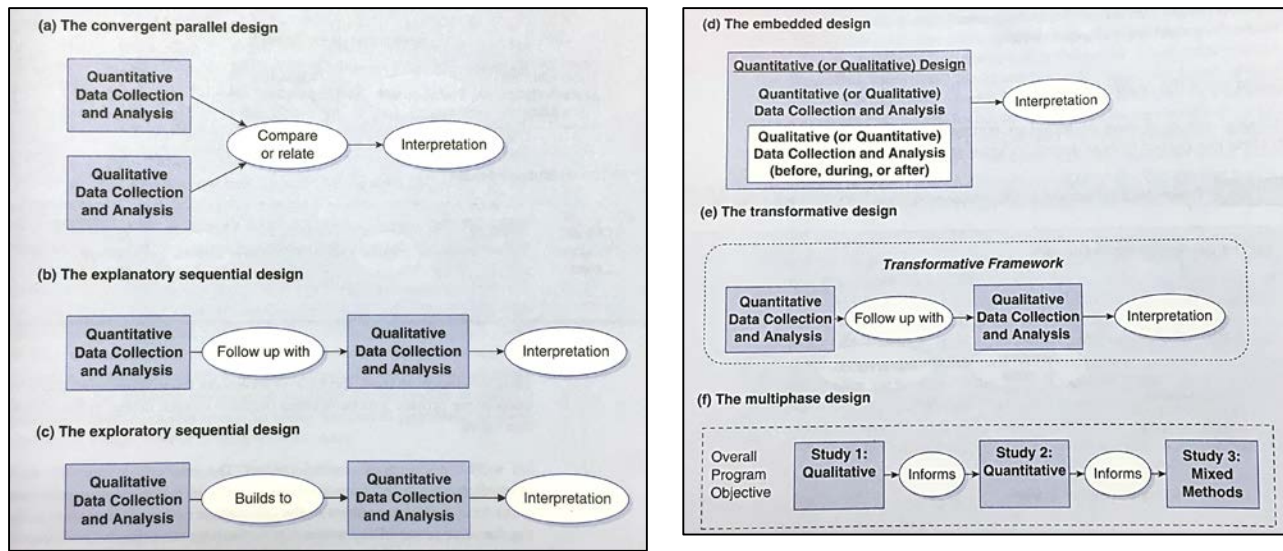 (a) The convergent parallel design
Quantitative
Data Collection
and Analysis
Compare
or relate
Interpretation
Qualitative
Data Collection
and Analysis
(b) The explanatory sequential design
Quantitative
Data Collection
and Analysis
Follow up with
Qualitative
Data Collection
and Analysis
Interpretation
(c) The exploratory sequential design
Qualitative
Data Collection
and Analysis
Builds to
Quantitative
Data Collection
and Analysis
Interpretation
(d) The embedded design
Quantitative (or Qualitative) Design
Quantitative (or Qualitative)
Data Collection and Analysis
Qualitative (or Quantitative)
Data Collection and Analysis
(before, during, or after)
Interpretation
(e) The transformative design
Transformative Framework
Quantitative
Data Collection
and Analysis
Follow up with
Qualitative
Data Collection
and Analysis
Interpretation
(f) The multiphase design
Overall
Program
Objective
Study 1:
Qualitative
Informs
Study 2:
Quantitative
Informs
Study 3:
Mixed
Methods